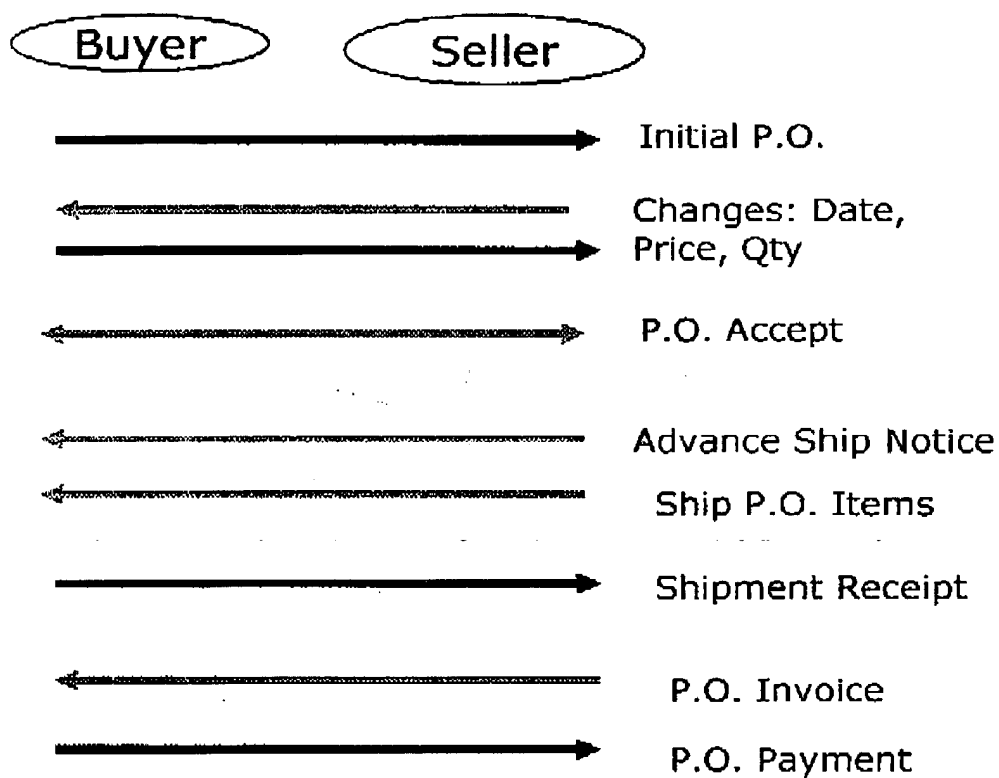 Buyer
Seller
Initial P.O.
Changes: Date,
Price, Qty
P.O. Accept
Advance Ship Notice
Ship P.O. Items
Shipment Receipt
P.O. Invoice
P.O. Payment